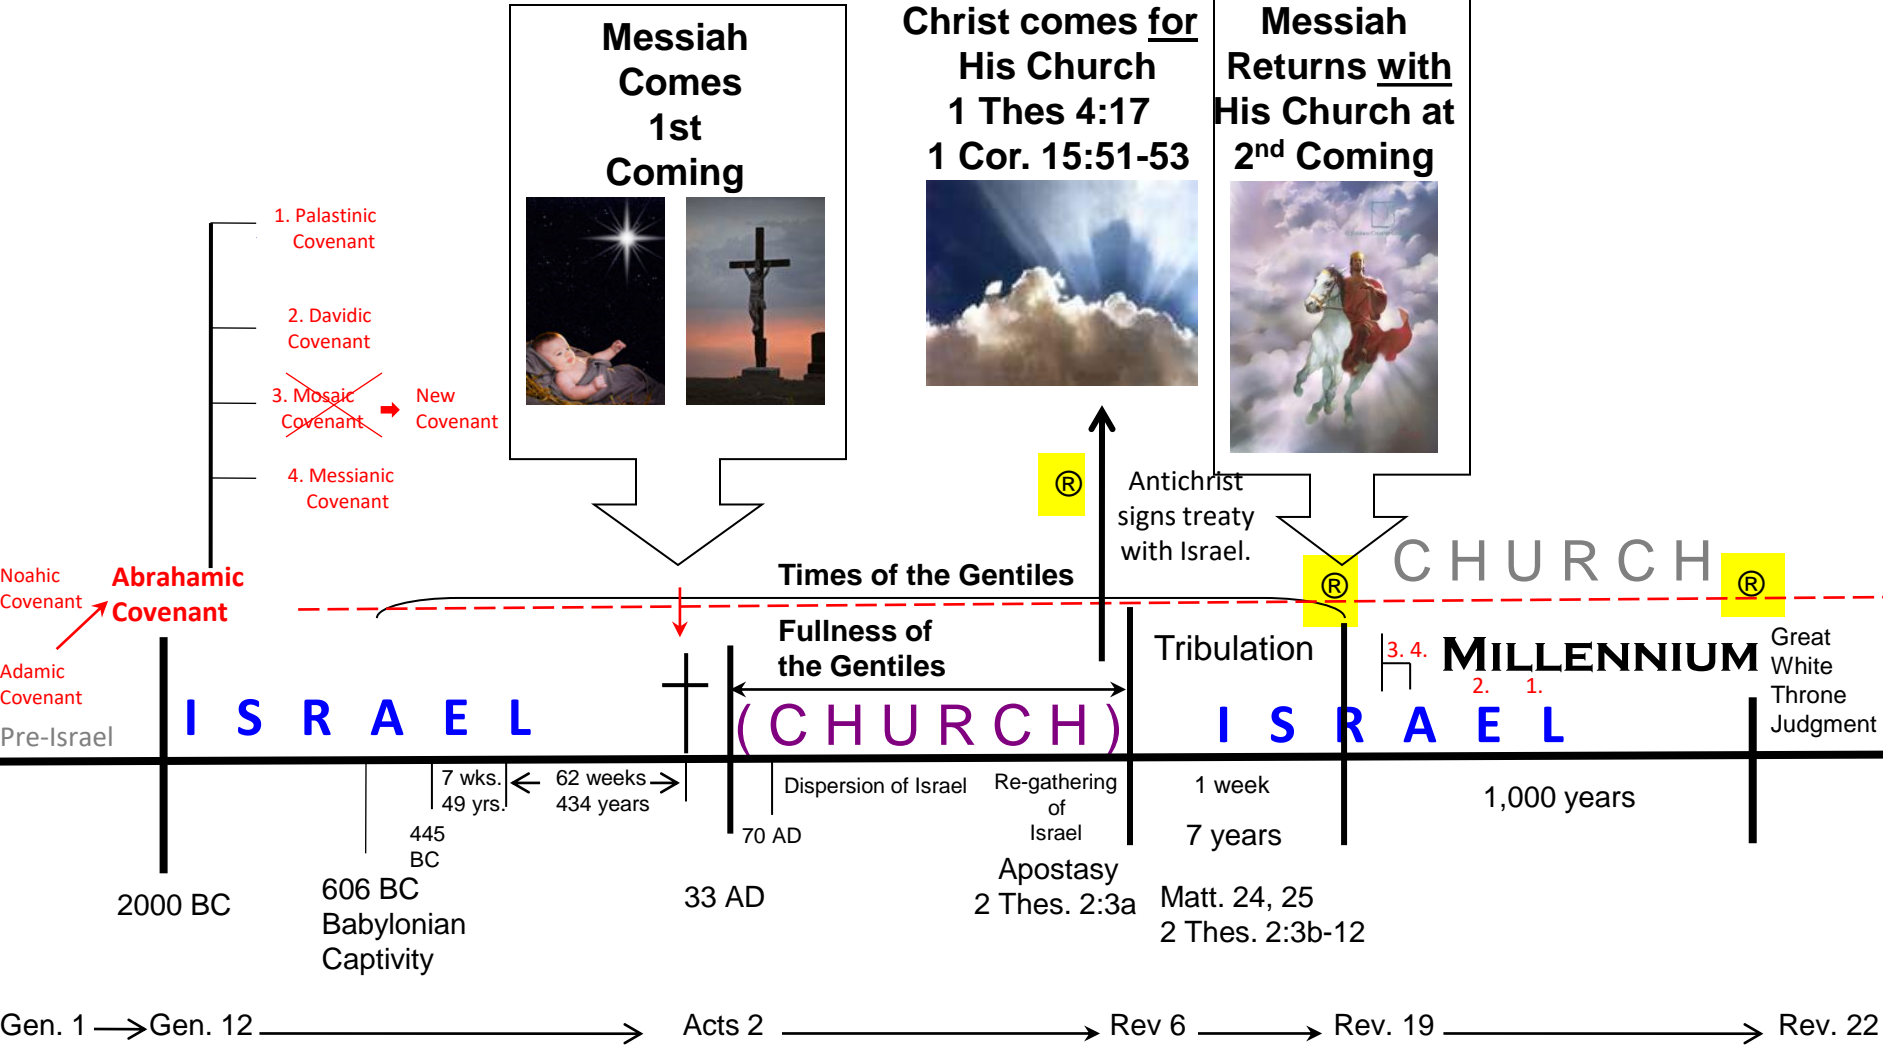 Messiah
Comes
1st
Coming
Christ comes for
His Church
1 Thes 4:17
1 Cor. 15:51-53
Messiah
Returns with
His Church at
2nd Coming
1. Palastinic
Covenant
2. Davidic
Covenant
3. Mosaic
Covenant
New
Covenant
4. Messianic
Covenant
®
Antichrist
signs treaty
with Israel.
Noahic
Covenant
Abrahamic
Covenant
Adamic
Covenant
Pre-Israel
Times of the Gentiles
®
CHURCH
®
Fullness of
the Gentiles
Tribulation
3. 4.
MILLENNIUM
2. 1.
Great
White
Throne
Judgment
ISRAEL
(CHURCH)
ISRAEL
7 wks.
49 yrs.
62 weeks
434 years
Dispersion of Israel
Re-gathering
of
Israel
1 week
7 years
1,000 years
445
BC
70 AD
2000 BC
606 BC
Babylonian
Captivity
33 AD
Apostasy
2 Thes. 2:3a
Matt. 24, 25
2 Thes. 2:3b-12
Gen. 1
Gen. 12
Acts 2
Rev 6
Rev. 19
Rev. 22